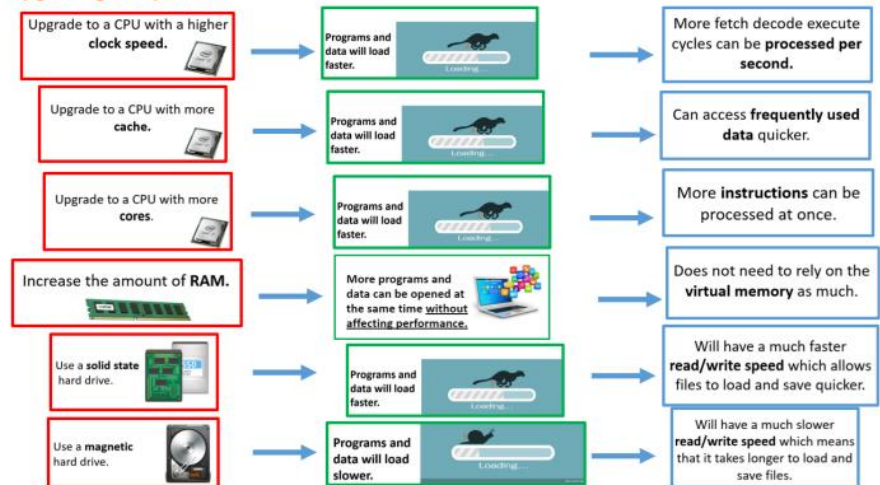 Upgrade to a CPU with a higher
clock speed.
Programs and
data will load
faster.
Loading...
More fetch decode execute
cycles can be processed per
second.
Upgrade to a CPU with more
cache.
Programs and
data will load
faster.
Loading...
Can access frequently used
data quicker.
Upgrade to a CPU with more
cores.
Programs and
data will load
faster.
Loading...
More instructions can be
processed at once.
Increase the amount of RAM.
More programs and
data can be opened at
the same time without
affecting performance.
Does not need to rely on the
virtual memory as much.
Use a solid state
hard drive.
SSD
Programs and
data will load
faster.
Loading...
Will have a much faster
read/write speed which allows
files to load and save quicker.
Use a magnetic
hard drive.
Programs and
data will load
slower.
Loading...
Will have a much slower
read/write speed which means
that it takes longer to load and
save files.